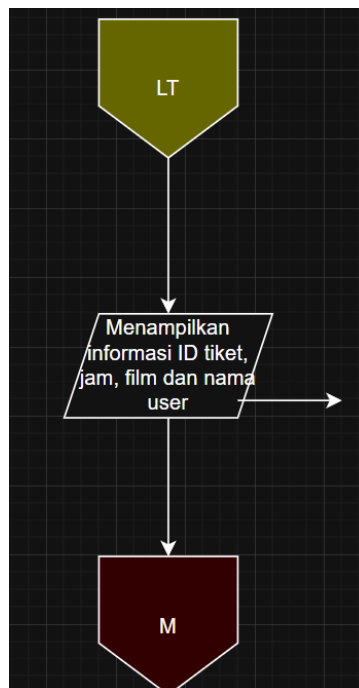 LT
Menampilkan
informasi ID tiket,
jam, film dan nama
user
M